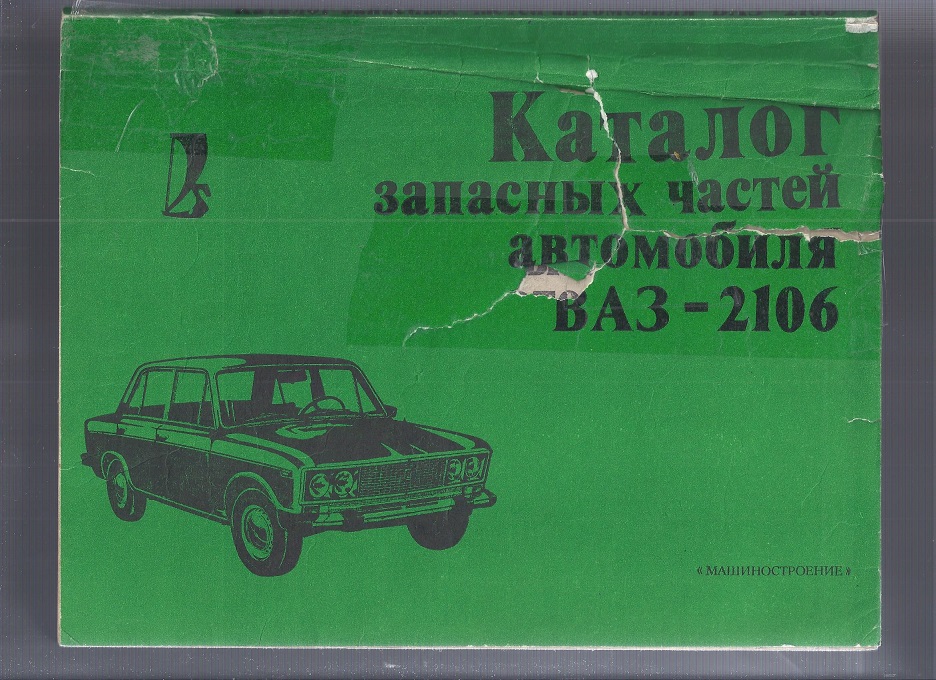 Каталог
запасных частей
автомобиля
ВАЗ-2106
«МАШИНОСТРОЕНИЕ»